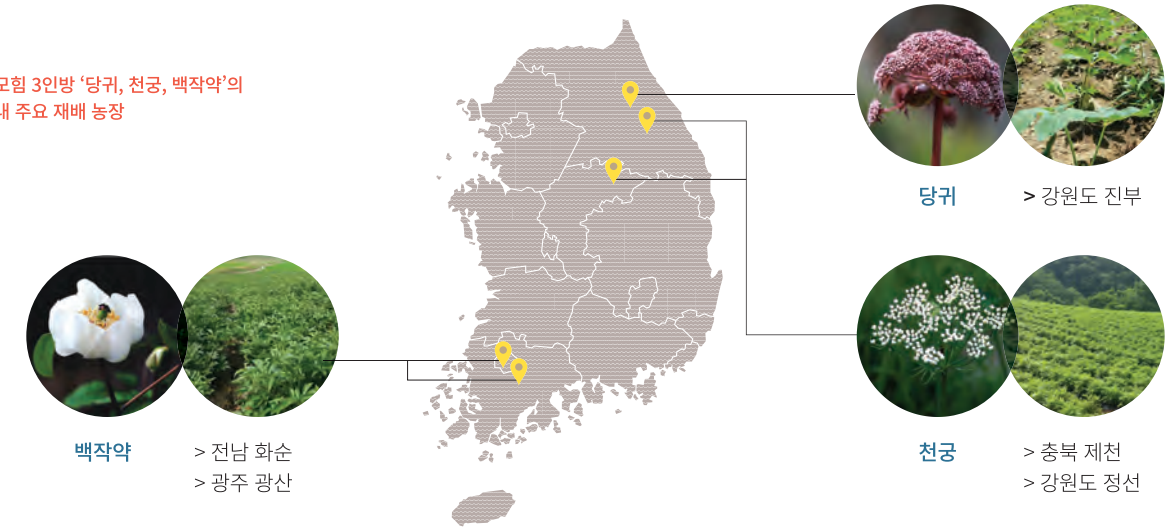 모힘 3인방 ‘당귀, 천궁, 백작약’의
내 주요 재배 농장
당귀
> 강원도 진부
백작약
> 전남 화순
> 광주 광산
천궁
> 충북 제천
> 강원도 정선